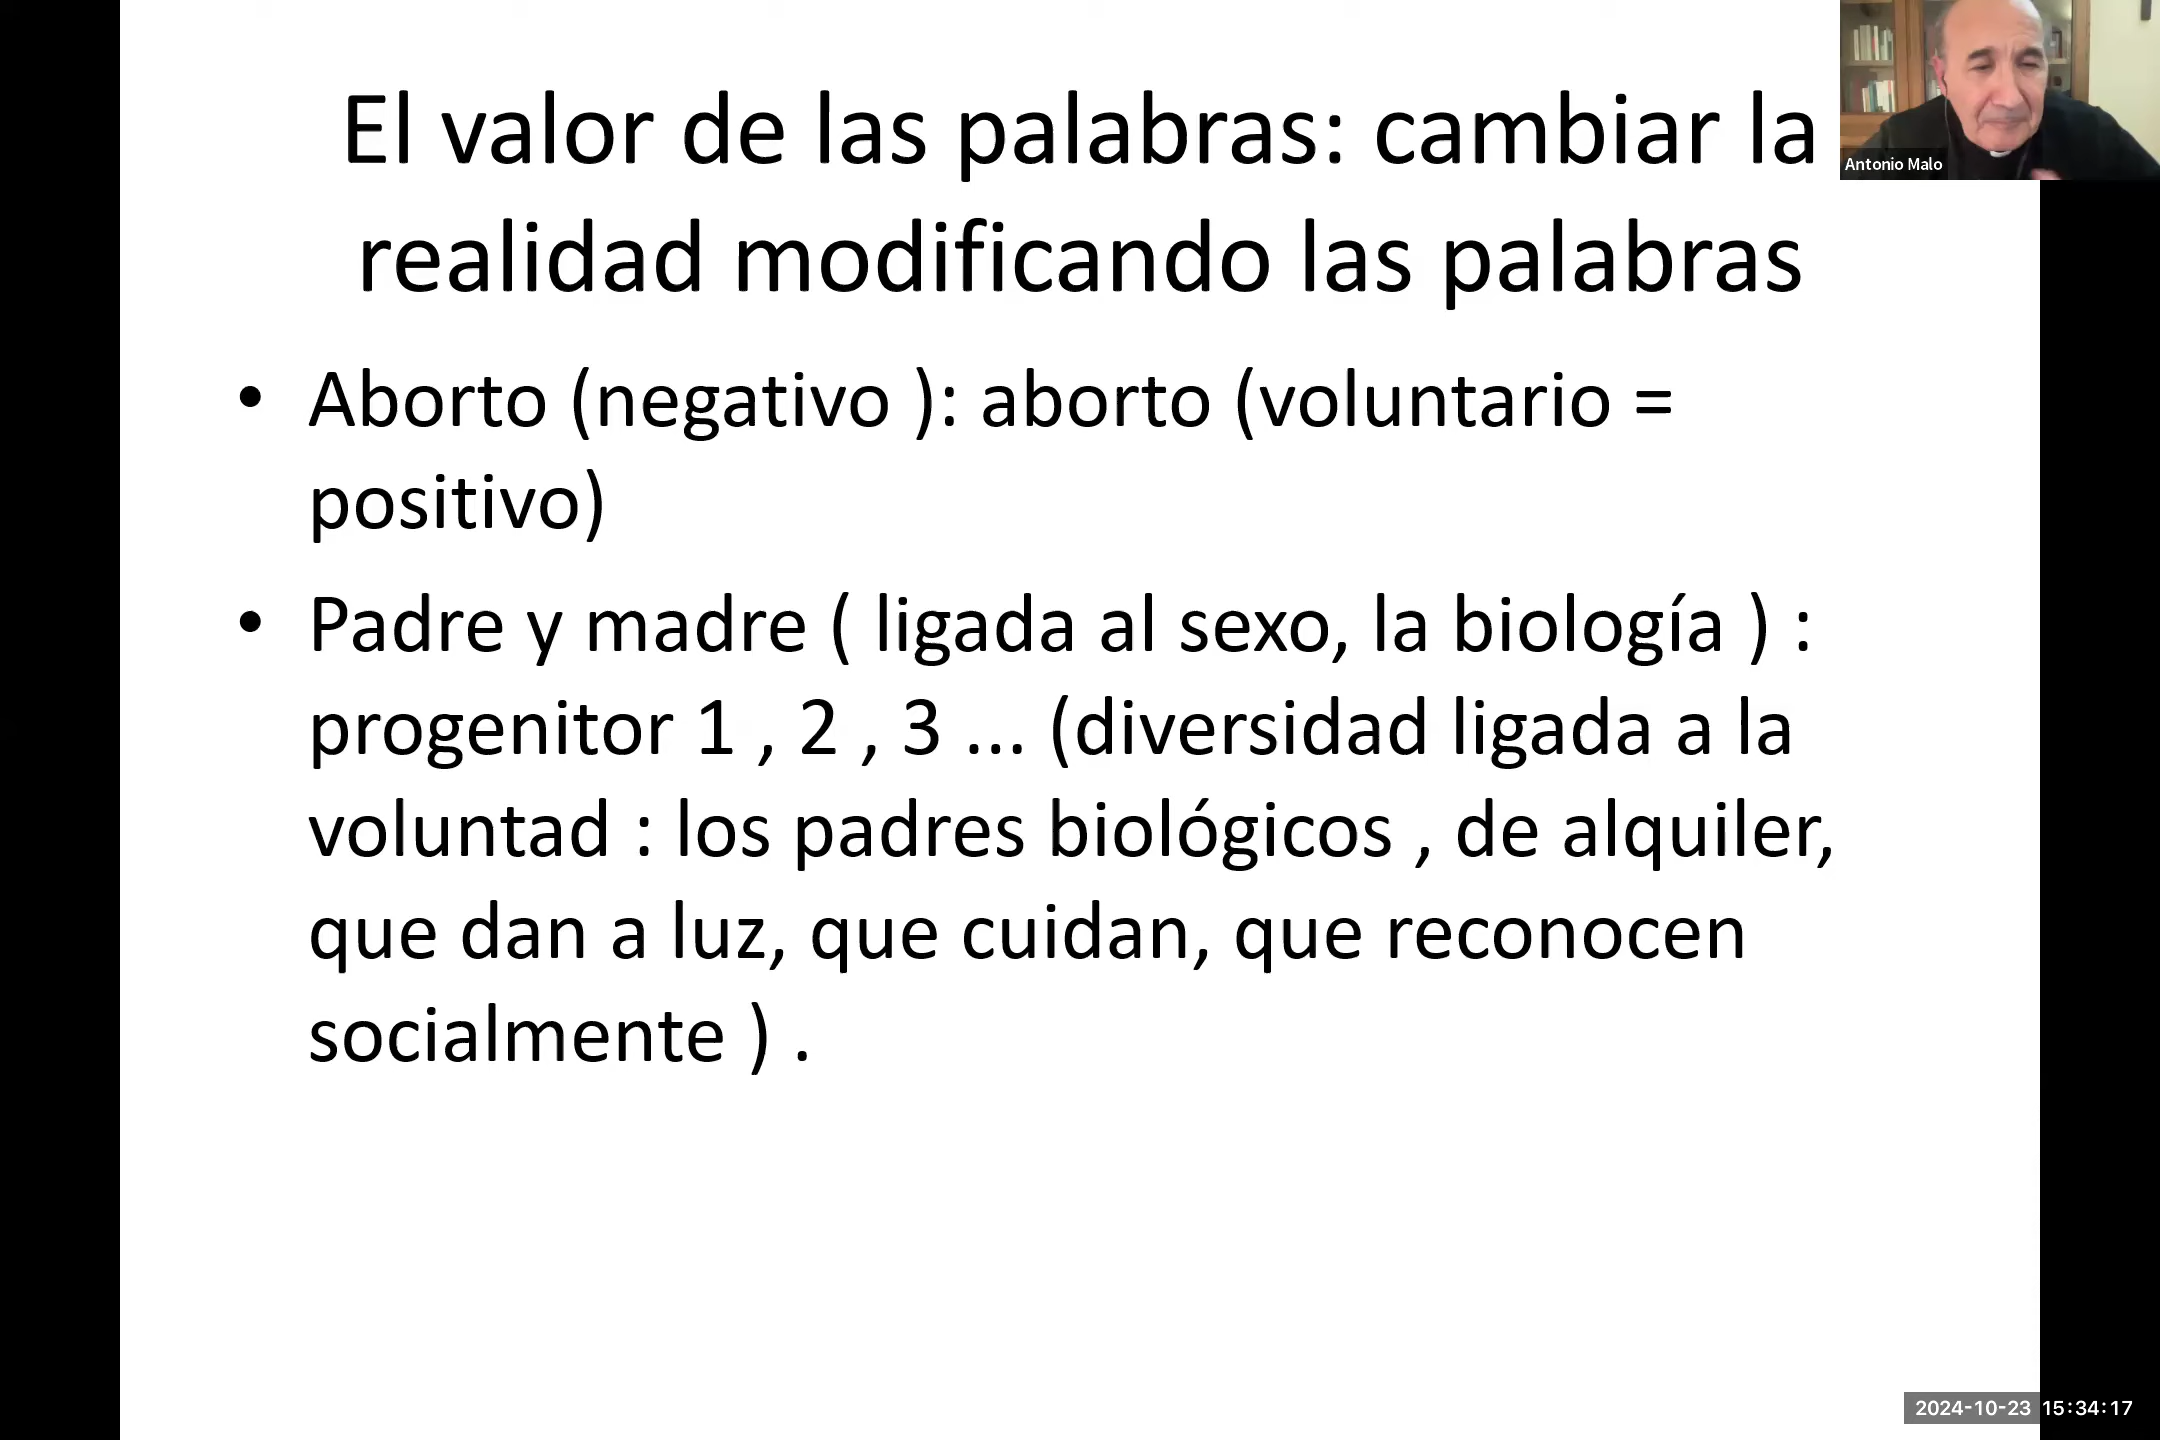 El valor de las palabras: cambiar la
realidad modificando las palabras
Antonio Malo
• Aborto (negativo ): aborto (voluntario =
positivo)
• Padre y madre ( ligada al sexo, la biología ) :
progenitor 1 , 2 , 3 ... (diversidad ligada a la
voluntad : los padres biológicos , de alquiler,
que dan a luz, que cuidan, que reconocen
socialmente ) .
2024-10-23 15:34:17